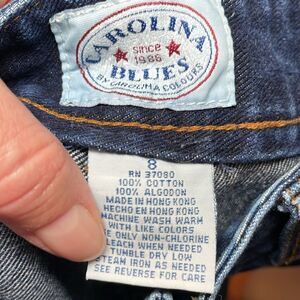 CAROLINA
since
1986
BLUES
BY CAROLINA COLOURS
8
RN 37080
100% COTTON
100% ALGODON
MADE IN HONG KONG
HECHO EN HONG KONG
MACHINE WASH WARM
WITH LIKE COLORS
ONLY NON-CHLORINE
BLEACH WHEN NEEDED
TUMBLE DRY LOW
STEAM IRON AS NEEDED
SEE REVERSE FOR CARE